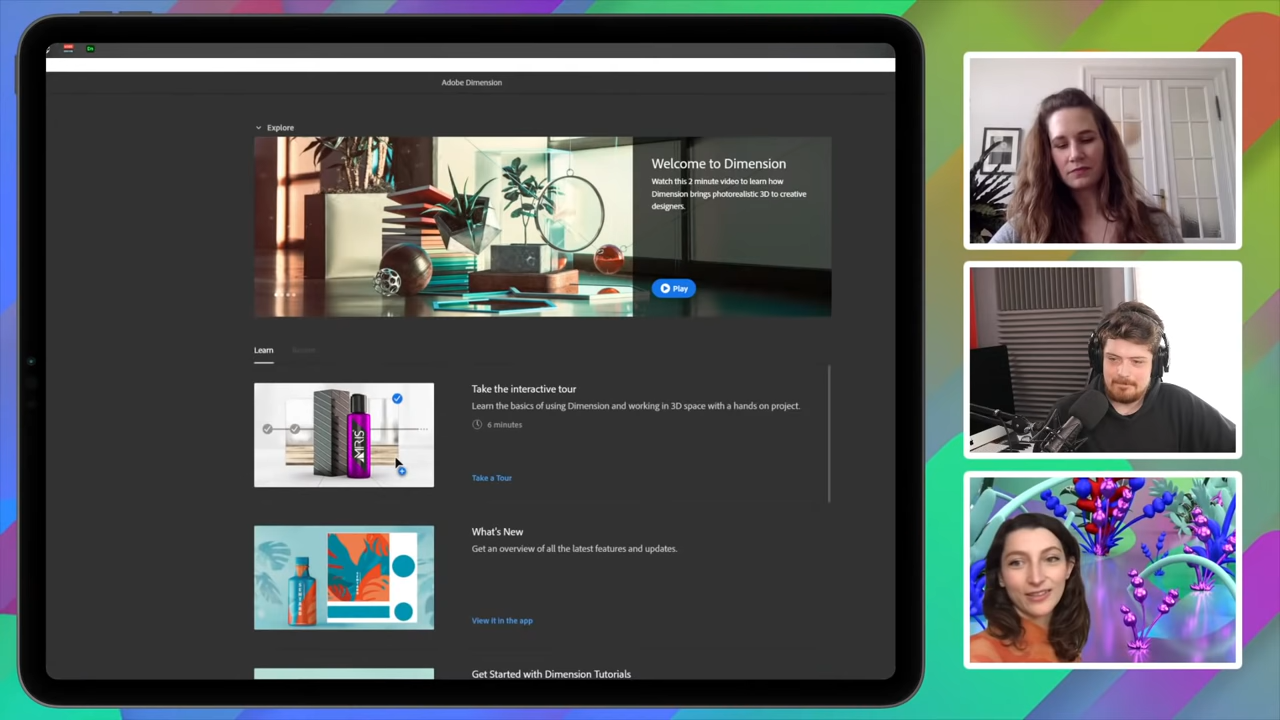 Dn
Adobe Dimension
Explore
Welcome to Dimension
Watch this 2 minute video to learn how
Dimension brings photorealistic 3D to creative
designers.
Play
Learn
Take the interactive tour
Learn the basics of using Dimension and working in 3D space with a hands on project.
6 minutes
Take a Tour
What's New
Get an overview of all the latest features and updates.
View it in the app
Get Started with Dimension Tutorials